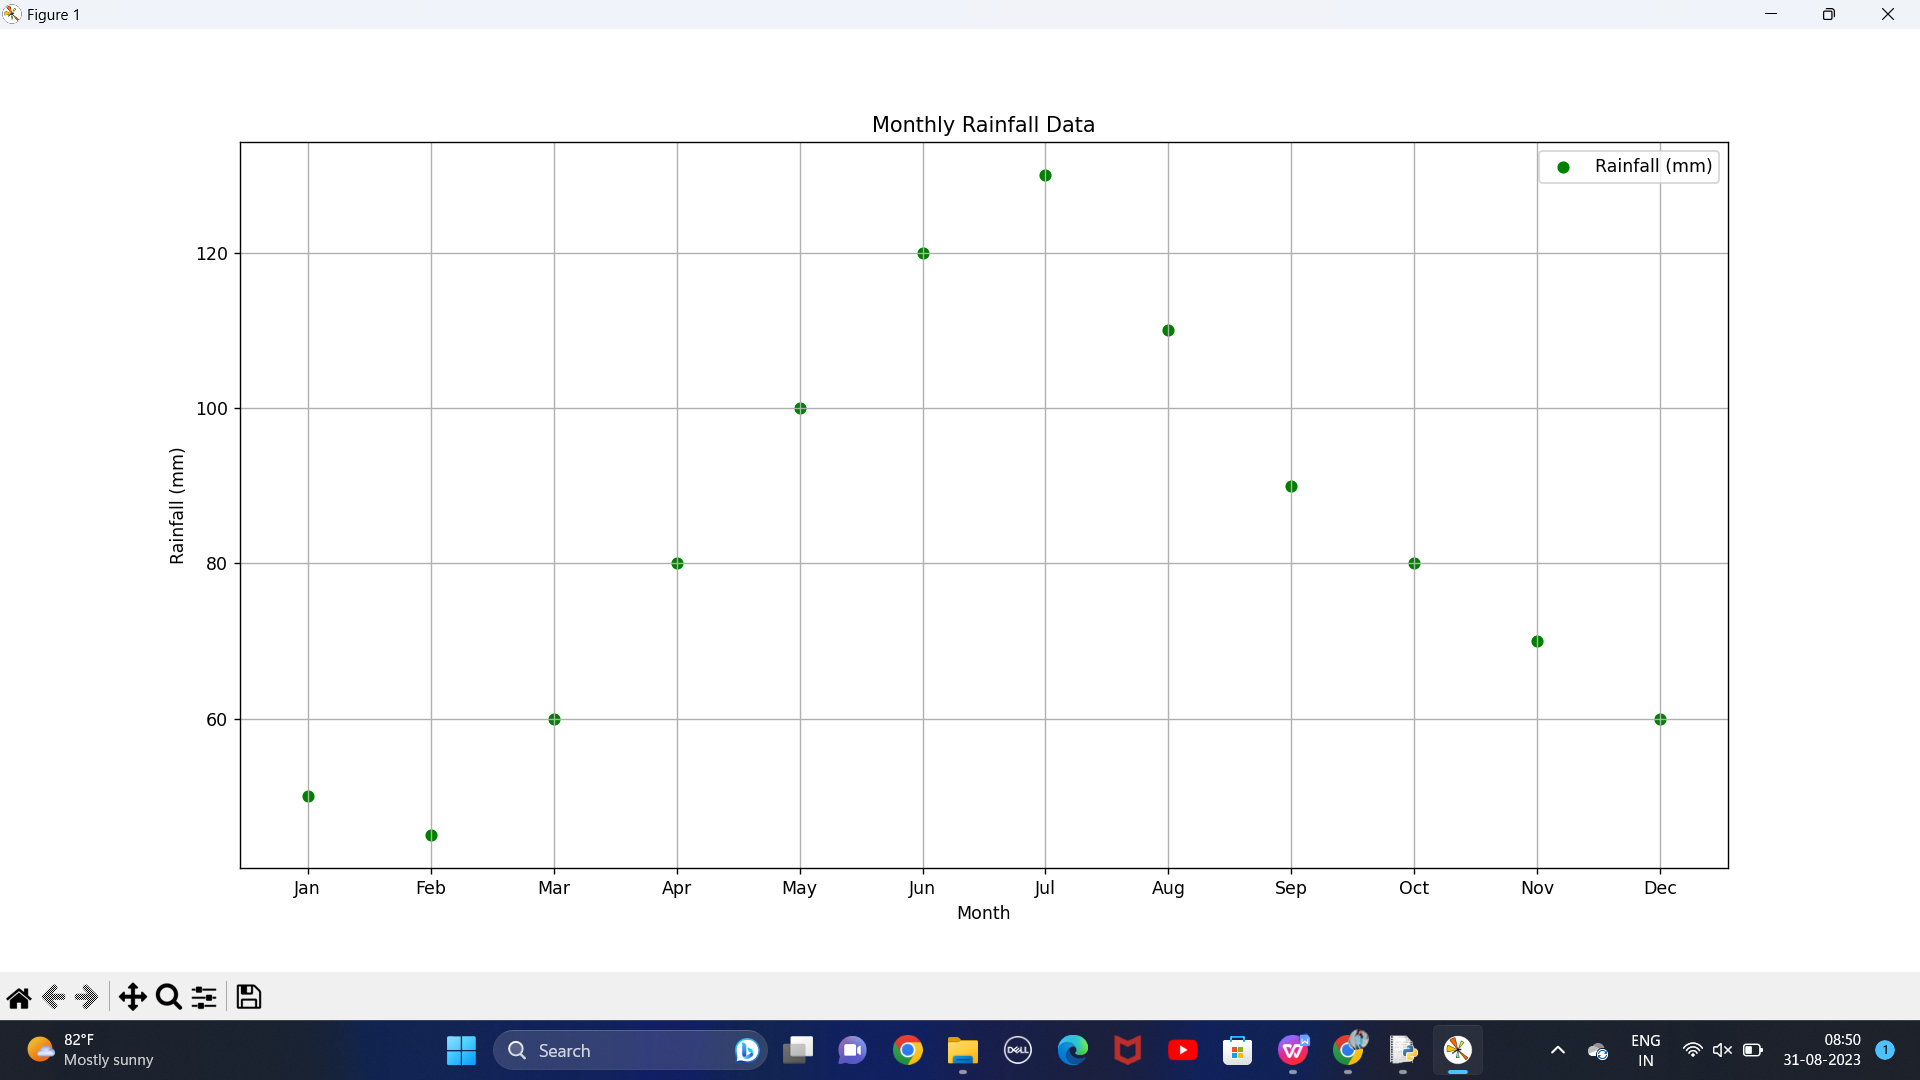 Figure 1
Monthly Rainfall Data
Rainfall (mm)
120
100
80
60
Rainfall (mm)
Jan Feb Mar Apr May Jun Jul Aug Sep Oct Nov Dec
Month
82°F
Mostly sunny
Search
DELL
ENG
IN
08:50
31-08-2023
1